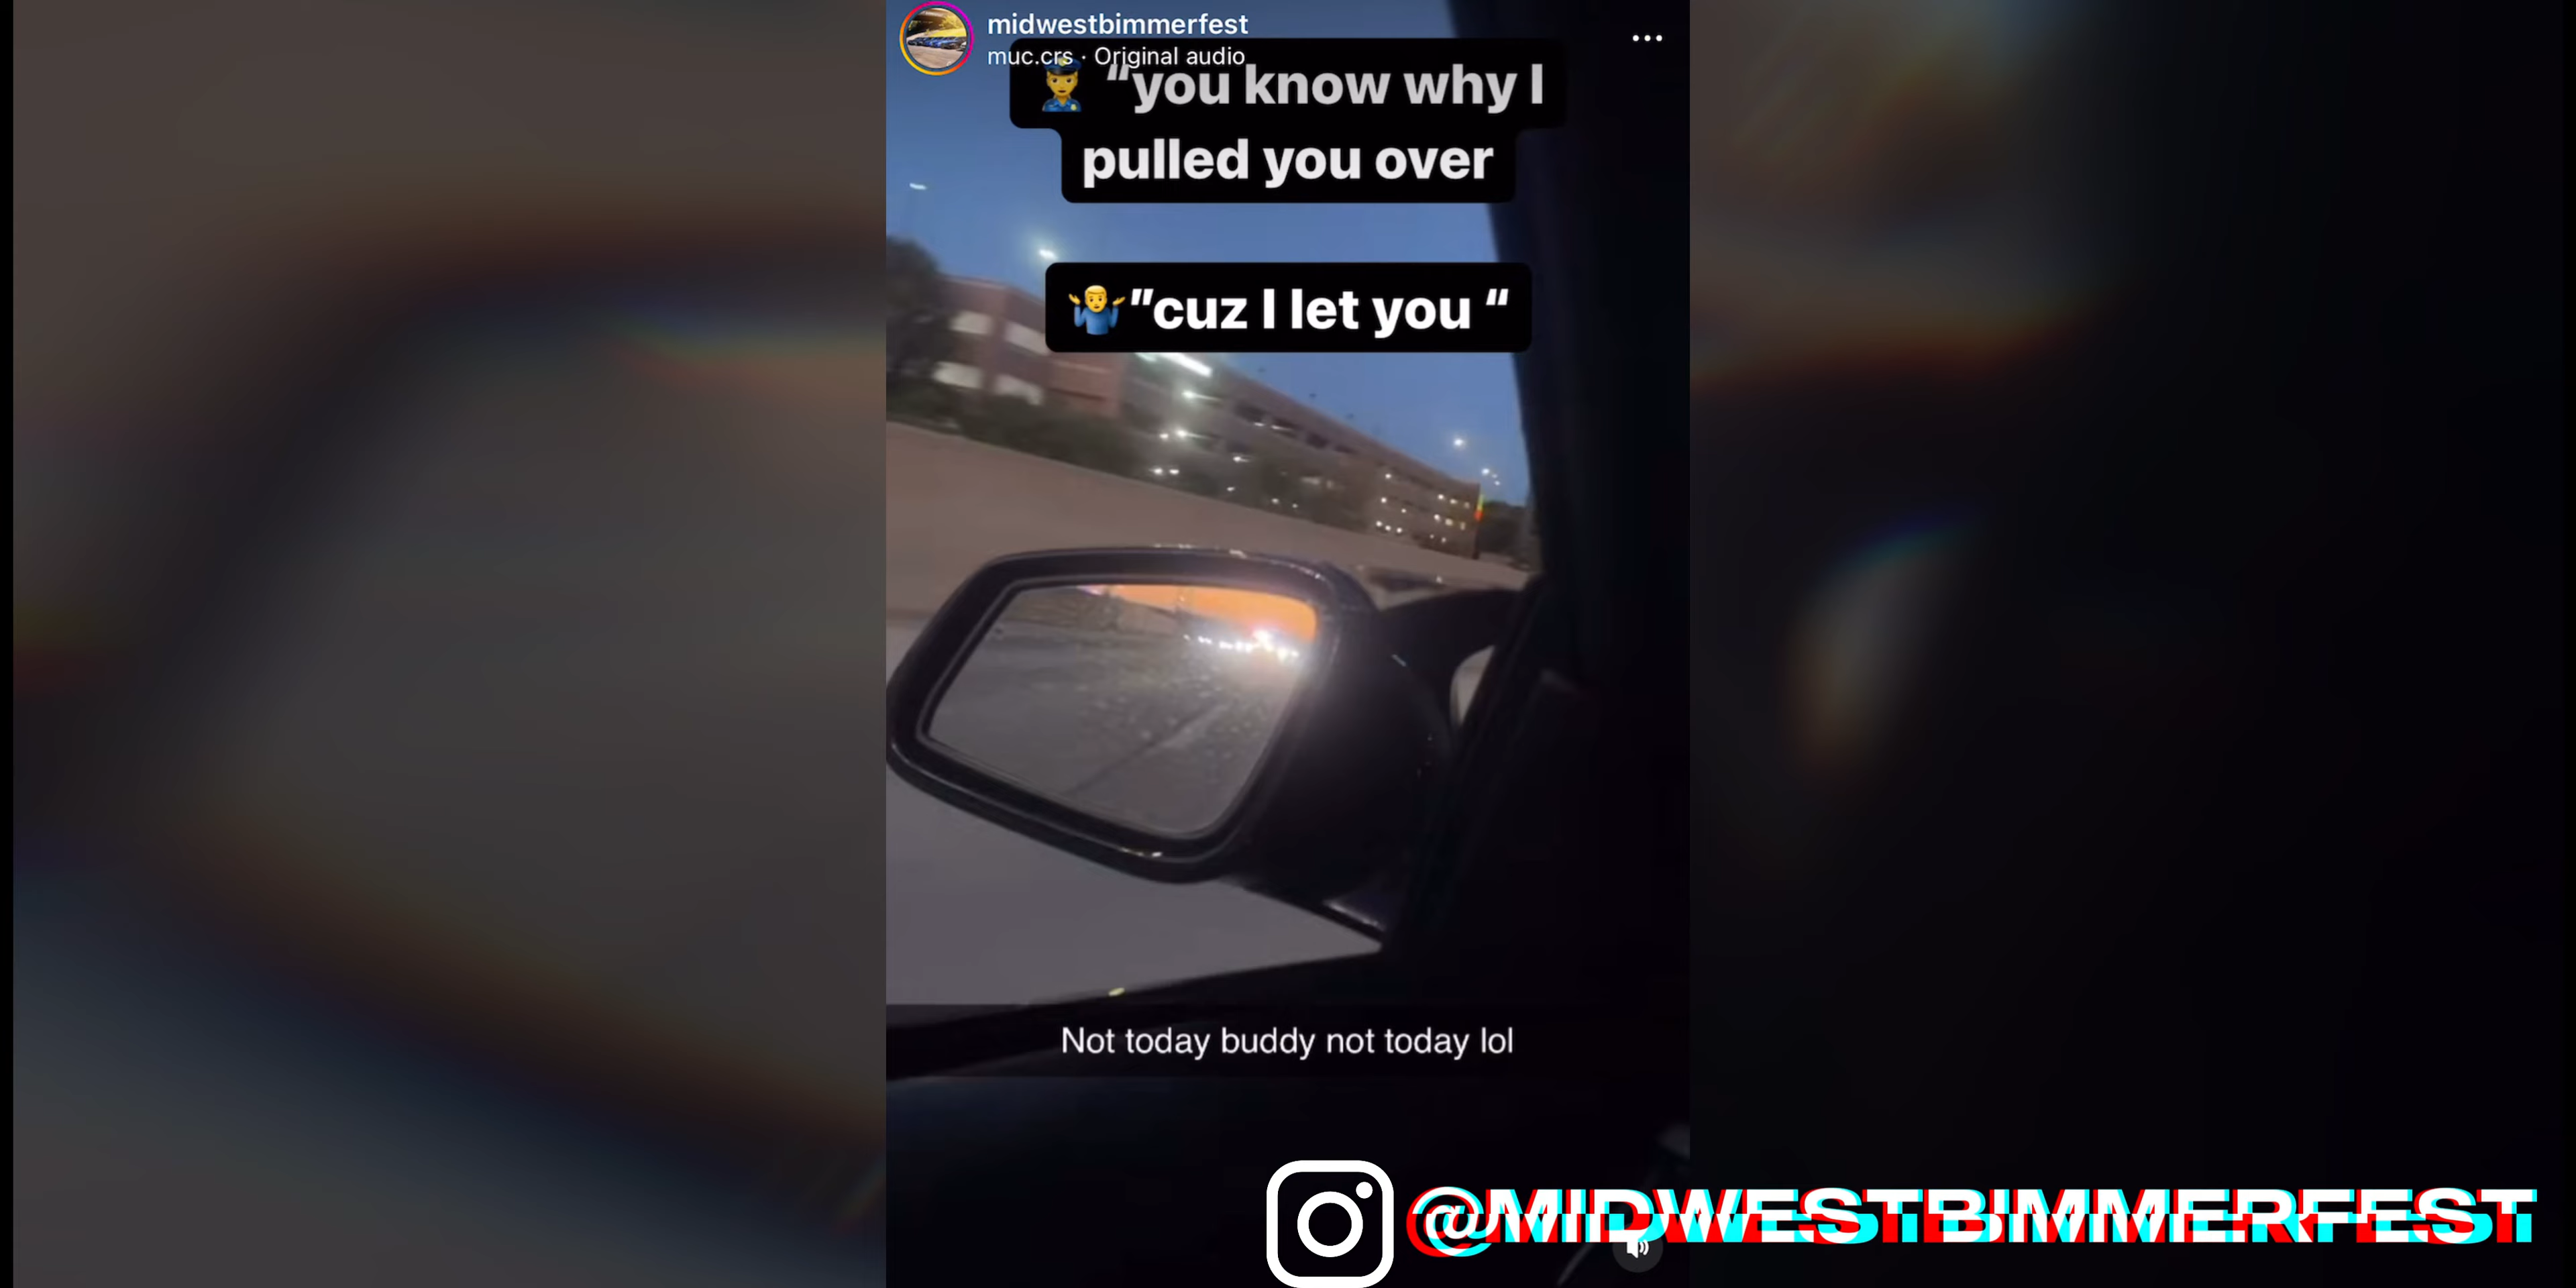 midwestbimmerfest
muc.crs · Original audio
"you know why I
pulled you over
"cuz I let you "
Not today buddy not today lol
@MIDWESTBIMMERFEST